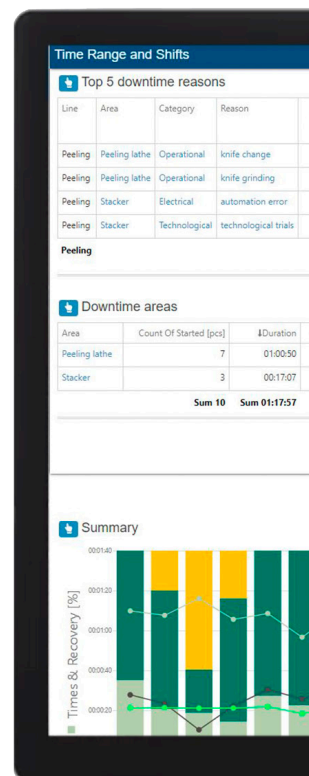 Time Range and Shifts
Top 5 downtime reasons
Line Area Category Reason
Peeling Peeling lathe Operational knife change
Peeling Peeling lathe Operational knife grinding
Peeling Stacker Electrical automation error
Peeling Stacker Technological technological trials
Peeling
Downtime areas
Area Count Of Started [pcs] ↓Duration
Peeling lathe 7 01:00:50
Stacker 3 00:17:07
Sum 10 Sum 01:17:57
Summary
Times & Recovery [%]
00:01:40
00:01:20
00:01:00
00:00:40
00:00:20